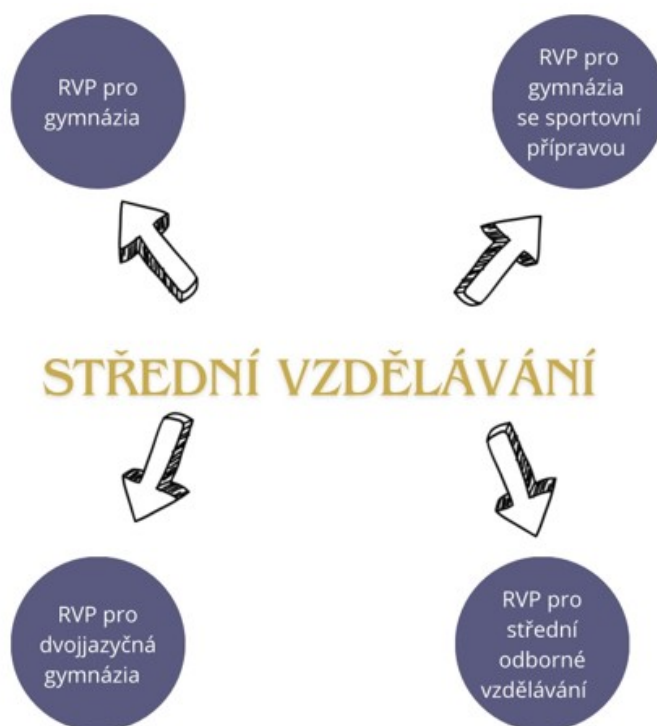 RVP pro
gymnázia
RVP pro
gymnázia
se sportovní
přípravou
STŘEDNÍ VZDĚLÁVÁNÍ
RVP pro
dvojjazyčná
gymnázia
RVP pro
střední
odborné
vzdělávání